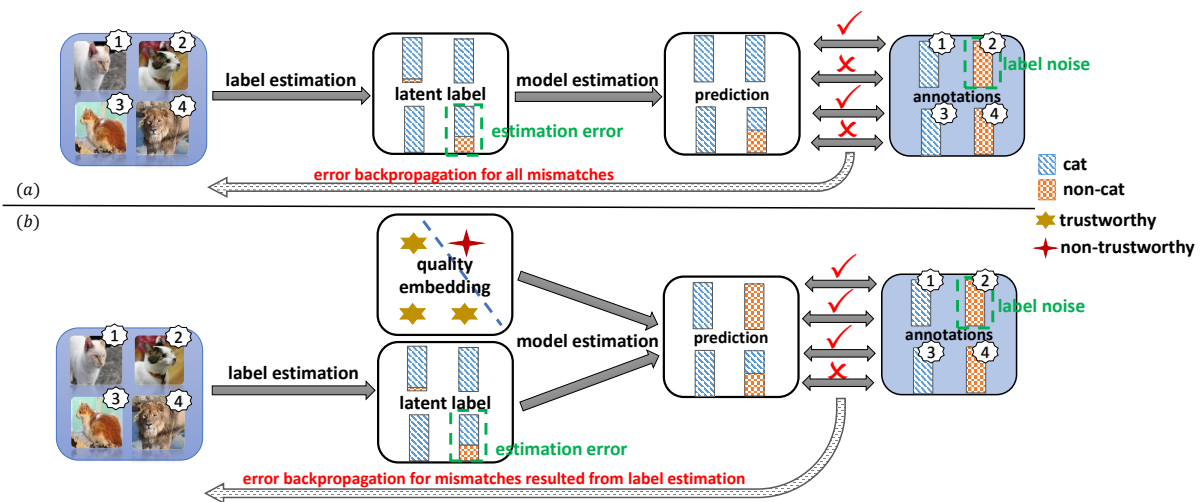 1
2
3
4
label estimation
latent label
estimation error
model estimation
prediction
1
2
label noise
annotations
3
4
error backpropagation for all mismatches
(a)
cat
non-cat
trustworthy
non-trustworthy
(b)
quality
embedding
1
2
3
4
label estimation
latent label
estimation error
model estimation
prediction
1
2
label noise
annotations
3
4
error backpropagation for mismatches resulted from label estimation